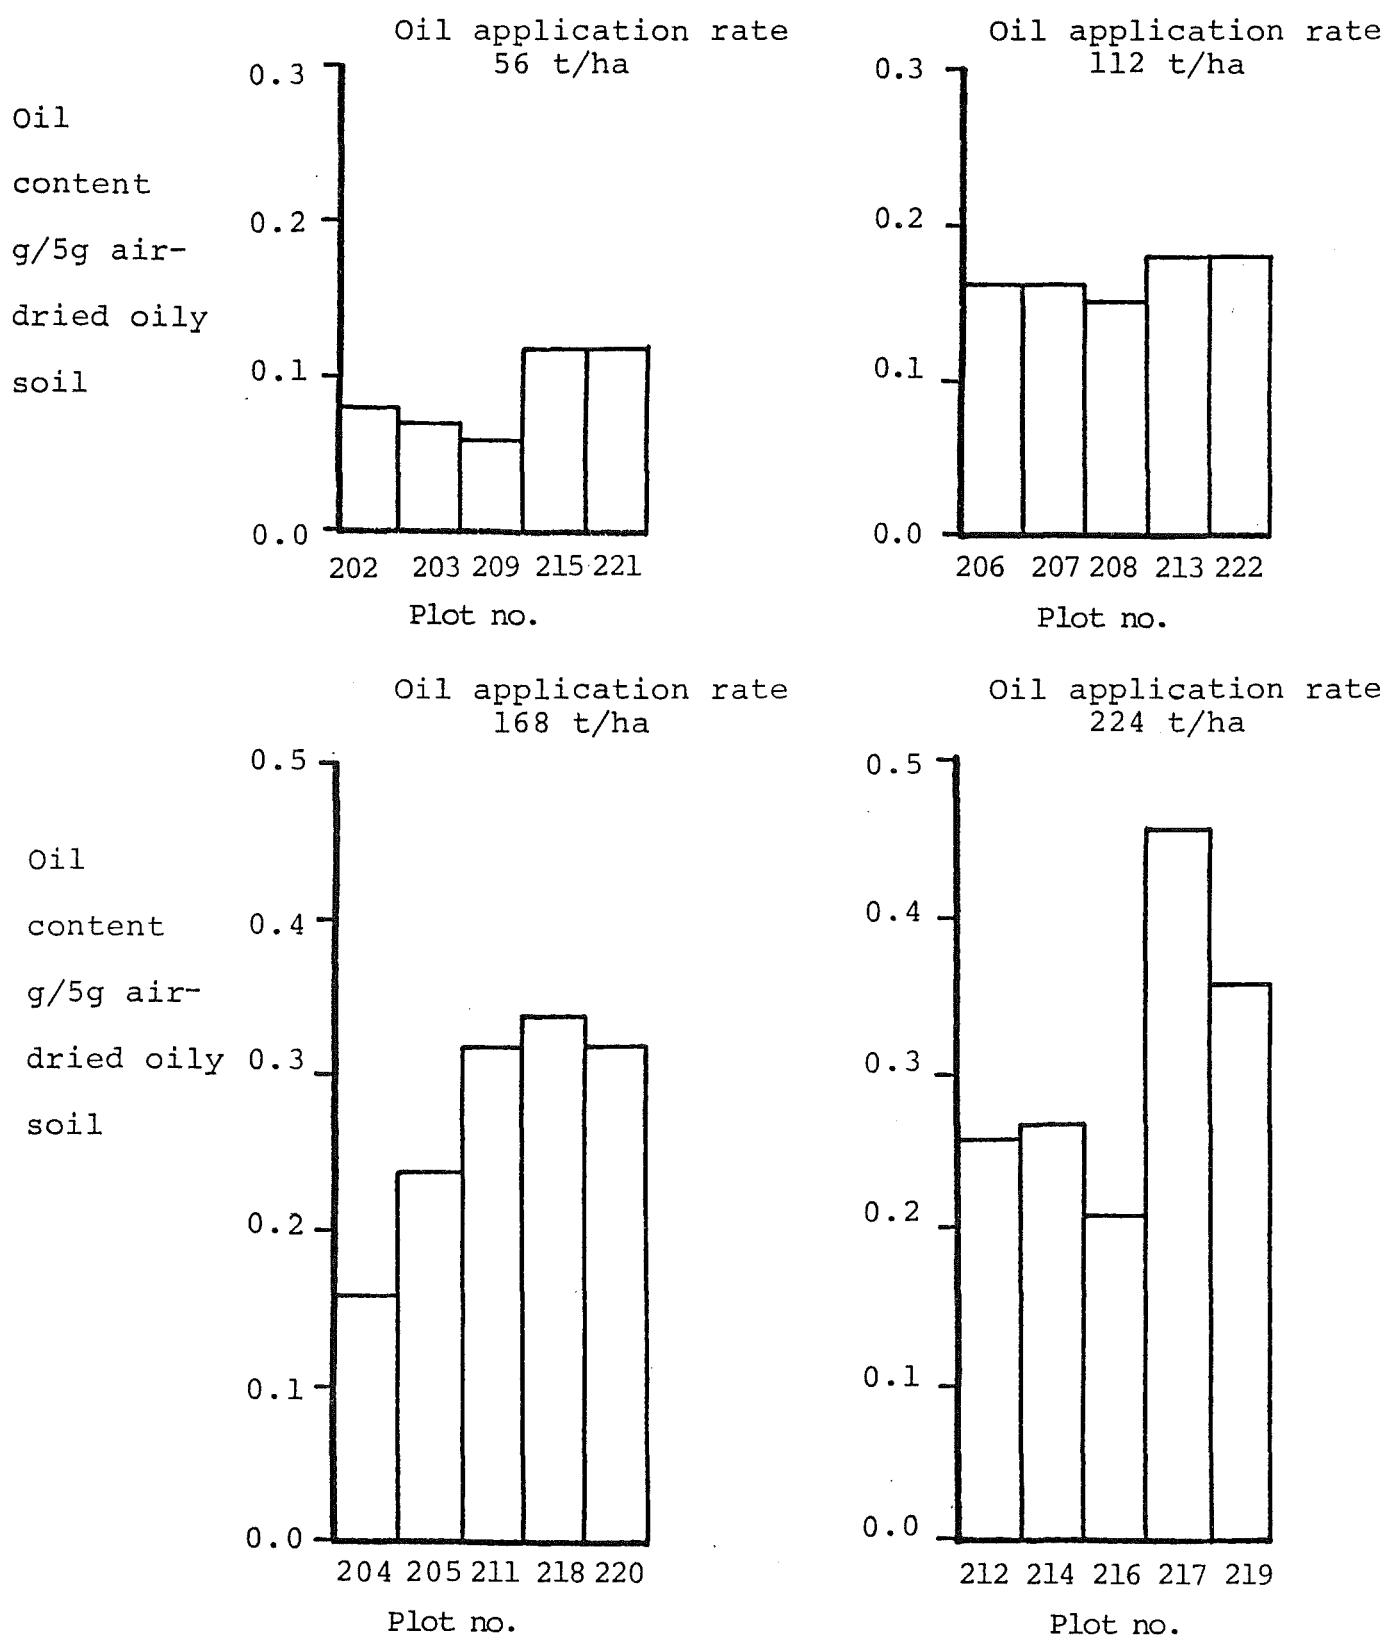 Oil application rate
56 t/ha
Oil
content
g/5g air-
dried oily
soil
0.3
0.2
0.1
0.0
202 203 209 215 221
Plot no.
Oil application rate
112 t/ha
0.3
0.2
0.1
0.0
206 207 208 213 222
Plot no.
Oil application rate
168 t/ha
Oil
content
g/5g air-
dried oily
soil
0.5
0.4
0.3
0.2
0.1
0.0
204 205 211 218 220
Plot no.
Oil application rate
224 t/ha
0.5
0.4
0.3
0.2
0.1
0.0
212 214 216 217 219
Plot no.